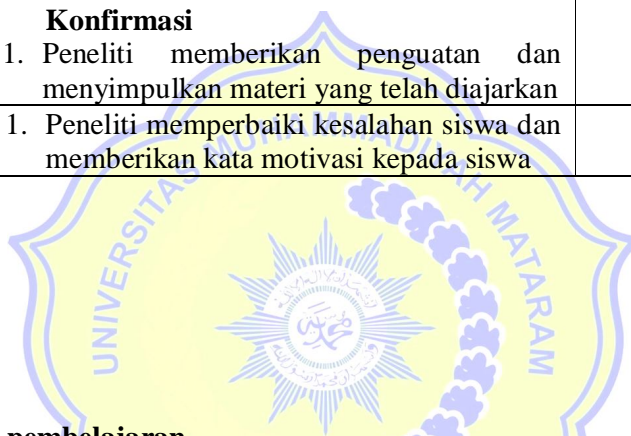 Konfirmasi
1. Peneliti memberikan penguatan dan
menyimpulkan materi yang telah diajarkan
1. Peneliti memperbaiki kesalahan siswa dan
memberikan kata motivasi kepada siswa
UNIVERSITAS MUHAMMADIYAH MATARAM
pembelajaran